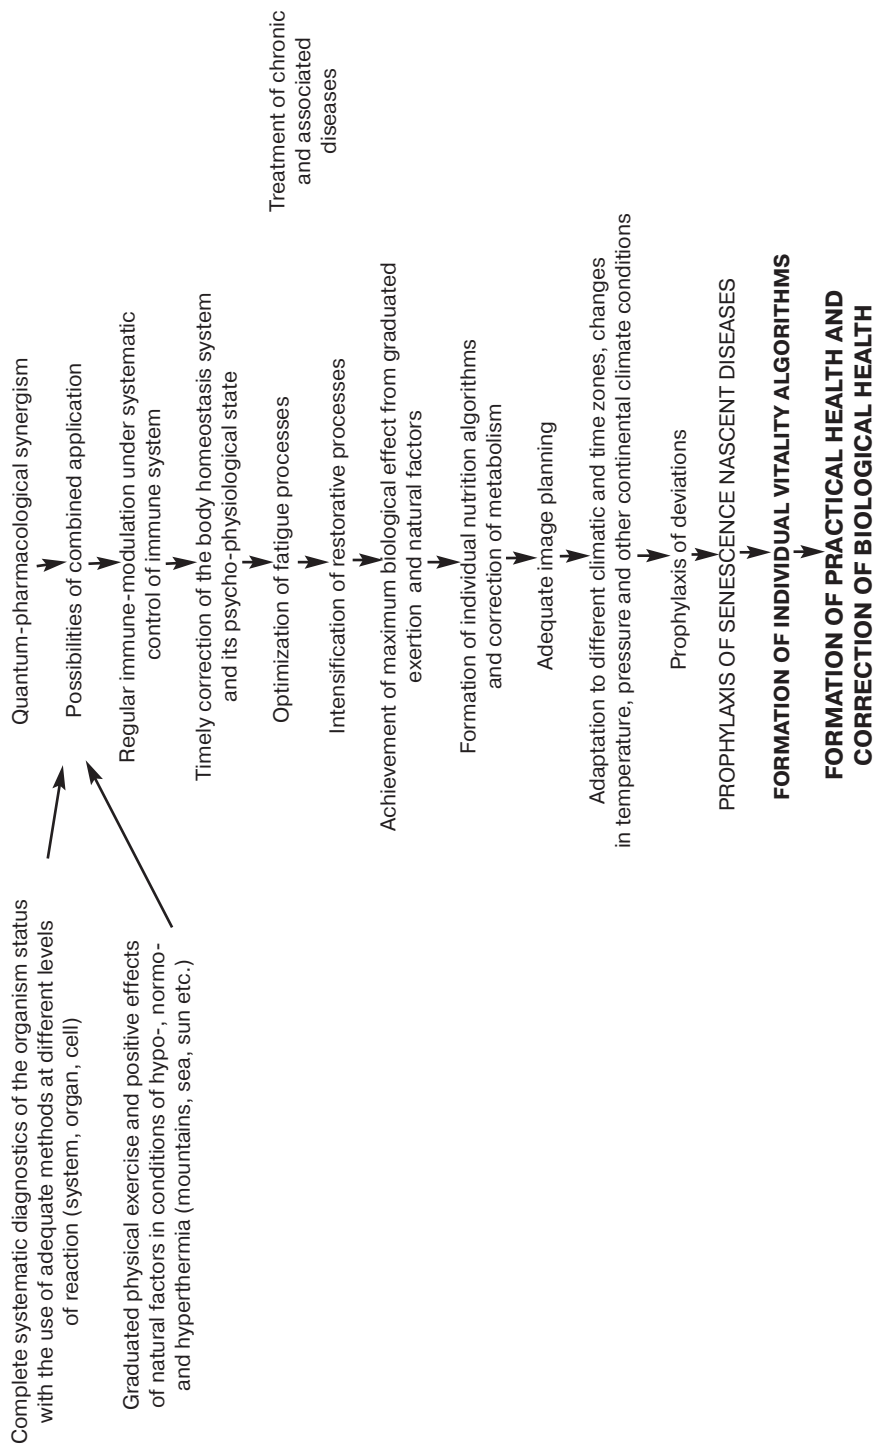 Complete systematic diagnostics of the organism status
with the use of adequate methods at different levels
of reaction (system, organ, cell)
Graduated physical exercise and positive effects
of natural factors in conditions of hypo-, normo-
and hyperthermia (mountains, sea, sun etc.)
Quantum-pharmacological synergism
Possibilities of combined application
Regular immune-modulation under systematic
control of immune system
Timely correction of the body homeostasis system
and its psycho-physiological state
Optimization of fatigue processes
Intensification of restorative processes
Achievement of maximum biological effect from graduated
exertion and natural factors
Formation of individual nutrition algorithms
and correction of metabolism
Adequate image planning
Adaptation to different climatic and time zones, changes
in temperature, pressure and other continental climate conditions
Prophylaxis of deviations
PROPHYLAXIS OF SENESCENCE NASCENT DISEASES
FORMATION OF INDIVIDUAL VITALITY ALGORITHMS
FORMATION OF PRACTICAL HEALTH AND
CORRECTION OF BIOLOGICAL HEALTH
Treatment of chronic
and associated
diseases